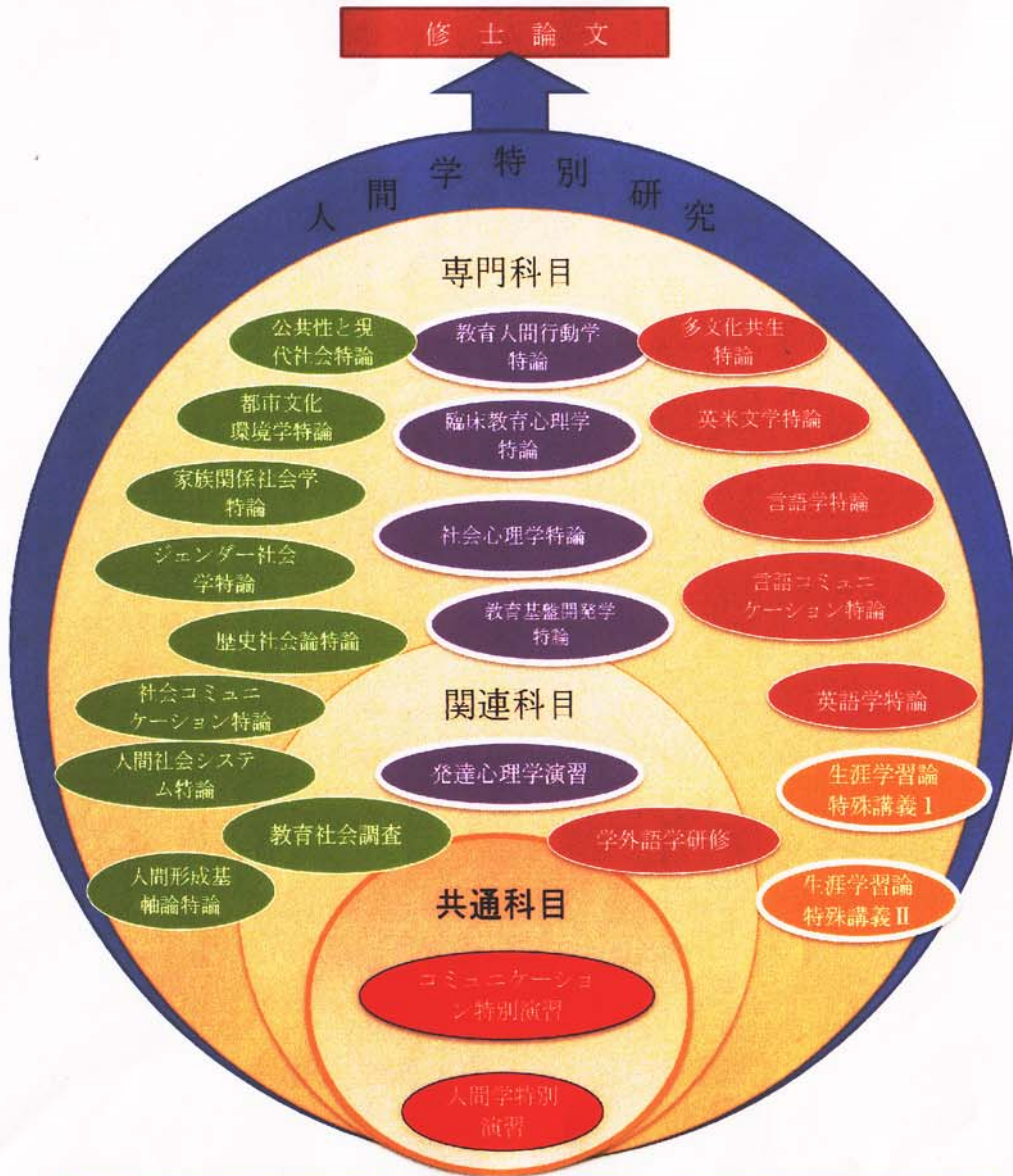 修士論文
人間学特別研究
専門科目
公共性と現
代社会特論
教育人間行動学
特論
多文化共生
特論
都市文化
環境学特論
臨床教育心理学
特論
英米文学特論
家族関係社会学
特論
社会心理学特論
言語学特論
ジェンダー社会
学特論
教育基盤開発学
特論
言語コミュニ
ケーション特論
歴史社会論特論
関連科目
社会コミュニ
ケーション特論
英語学特論
人間社会システ
ム特論
発達心理学演習
生涯学習論
特殊講義Ⅰ
教育社会調査
学外語学研修
人間形成基
軸論特論
共通科目
生涯学習論
特殊講義Ⅱ
コミュニケーショ
ン特別演習
人間学特別
演習